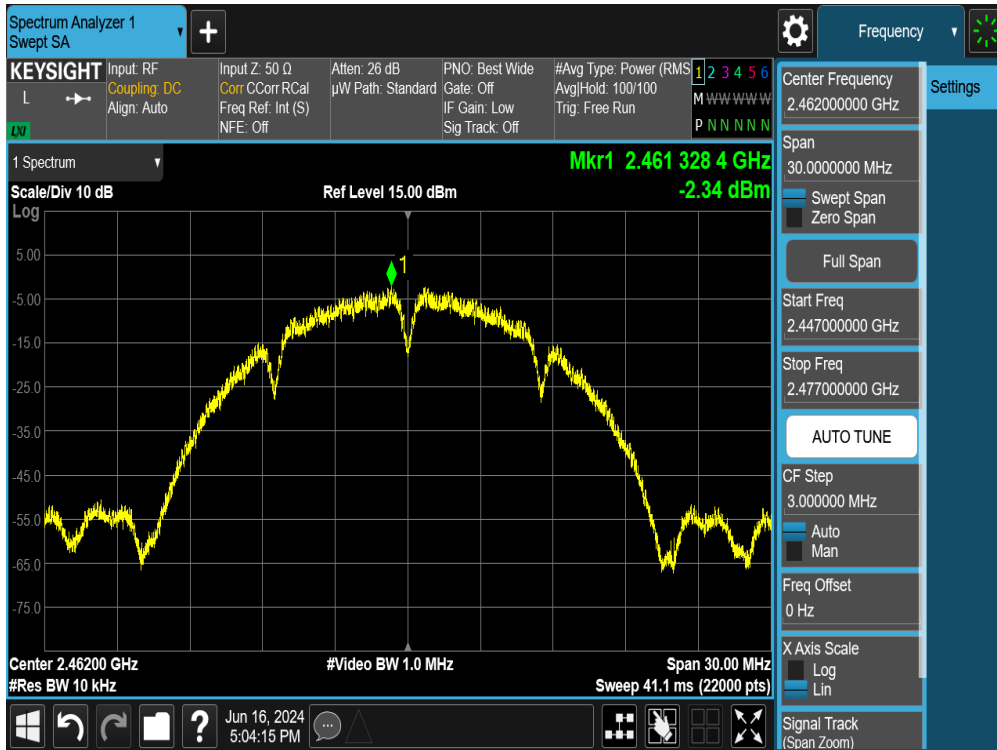 Spectrum Analyzer 1
Swept SA
+
Frequency
KEYSIGHT
L
LXI
Input: RF
Coupling: DC
Align: Auto
Input Z: 50 Ω
Corr CCorr RCal
Freq Ref: Int (S)
NFE: Off
Atten: 26 dB
µW Path: Standard
PNO: Best Wide
Gate: Off
IF Gain: Low
Sig Track: Off
#Avg Type: Power (RMS
Avg|Hold: 100/100
Trig: Free Run
1 2 3 4 5 6
M W W W W W
P N N N N N
1 Spectrum
Scale/Div 10 dB
Ref Level 15.00 dBm
Mkr1 2.461 328 4 GHz
-2.34 dBm
Log
1
5.00
-5.00
-15.0
-25.0
-35.0
-45.0
-55.0
-65.0
-75.0
Center 2.46200 GHz
#Video BW 1.0 MHz
Span 30.00 MHz
#Res BW 10 kHz
Sweep 41.1 ms (22000 pts)
Center Frequency
2.462000000 GHz
Settings
Span
30.0000000 MHz
Swept Span
Zero Span
Full Span
Start Freq
2.447000000 GHz
Stop Freq
2.477000000 GHz
AUTO TUNE
CF Step
3.000000 MHz
Auto
Man
Freq Offset
0 Hz
X Axis Scale
Log
Lin
Signal Track
(Span Zoom)
?
Jun 16, 2024
5:04:15 PM